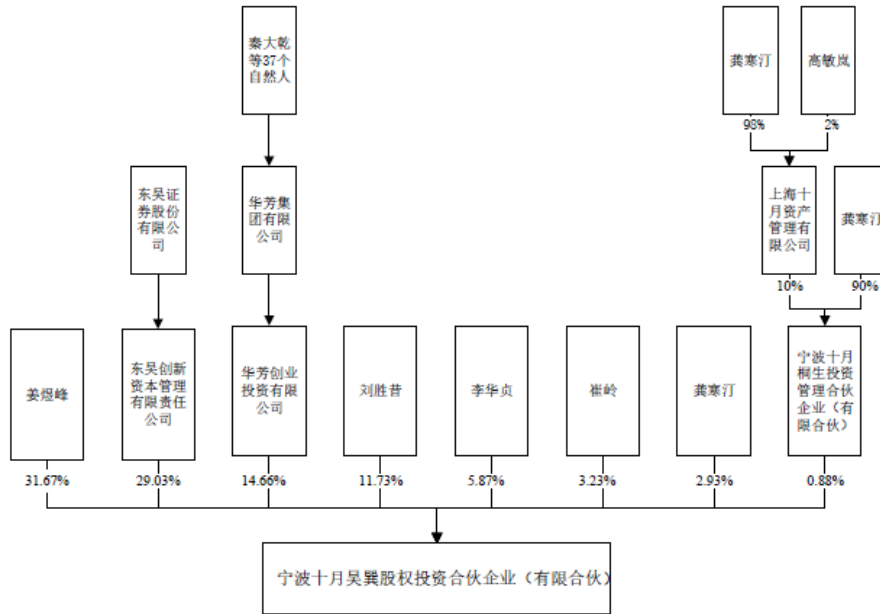 秦大乾
等37个
自然人
龚寒汀
高敏岚
98%
2%
东吴证
券股份
有限公
司
华芳集
团有限
公司
上海十
月资产
管理有
限公司
龚寒汀
10%
90%
姜煜峰
东吴创新
资本管理
有限责任
公司
华芳创业
投资有限
公司
刘胜昔
李华贞
崔岭
龚寒汀
宁波十月
桐生投资
管理合伙
企业（有
限合伙）
31.67%
29.03%
14.66%
11.73%
5.87%
3.23%
2.93%
0.88%
宁波十月吴巽股权投资合伙企业（有限合伙）